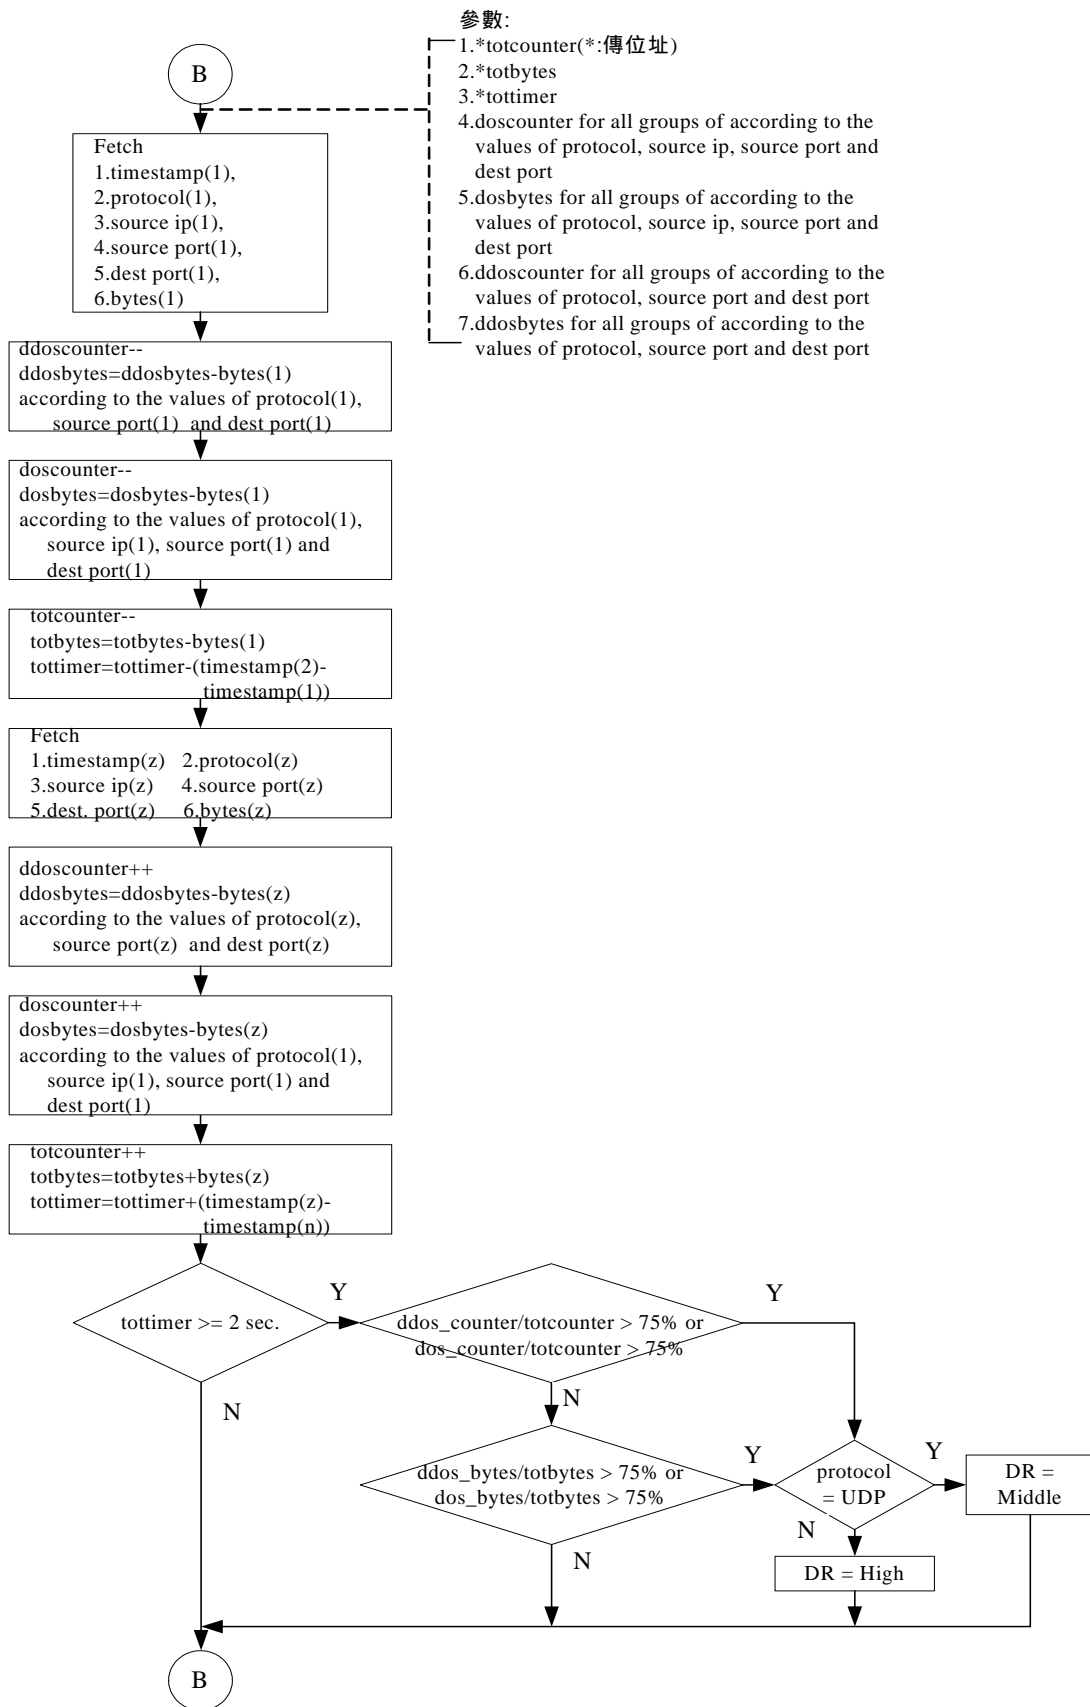 B
參數:
1.*totcounter(*:傳位址)
2.*totbytes
3.*tottimer
4.doscounter for all groups of according to the
values of protocol, source ip, source port and
dest port
5.dosbytes for all groups of according to the
values of protocol, source ip, source port and
dest port
6.ddoscounter for all groups of according to the
values of protocol, source port and dest port
7.ddosbytes for all groups of according to the
values of protocol, source port and dest port
Fetch
1.timestamp(1),
2.protocol(1),
3.source ip(1),
4.source port(1),
5.dest port(1),
6.bytes(1)
ddoscounter--
ddosbytes=ddosbytes-bytes(1)
according to the values of protocol(1),
source port(1)  and dest port(1)
doscounter--
dosbytes=dosbytes-bytes(1)
according to the values of protocol(1),
source ip(1), source port(1) and
dest port(1)
totcounter--
totbytes=totbytes-bytes(1)
tottimer=tottimer-(timestamp(2)-
timestamp(1))
Fetch
1.timestamp(z)   2.protocol(z)
3.source ip(z)   4.source port(z)
5.dest. port(z)   6.bytes(z)
ddoscounter++
ddosbytes=ddosbytes-bytes(z)
according to the values of protocol(z),
source port(z)  and dest port(z)
doscounter++
dosbytes=dosbytes-bytes(z)
according to the values of protocol(1),
source ip(1), source port(1) and
dest port(1)
totcounter++
totbytes=totbytes+bytes(z)
tottimer=tottimer+(timestamp(z)-
timestamp(n))
tottimer >= 2 sec.
Y
N
ddos_counter/totcounter > 75% or
dos_counter/totcounter > 75%
Y
N
ddos_bytes/totbytes > 75% or
dos_bytes/totbytes > 75%
Y
N
protocol
= UDP
Y
N
DR =
Middle
DR = High
B